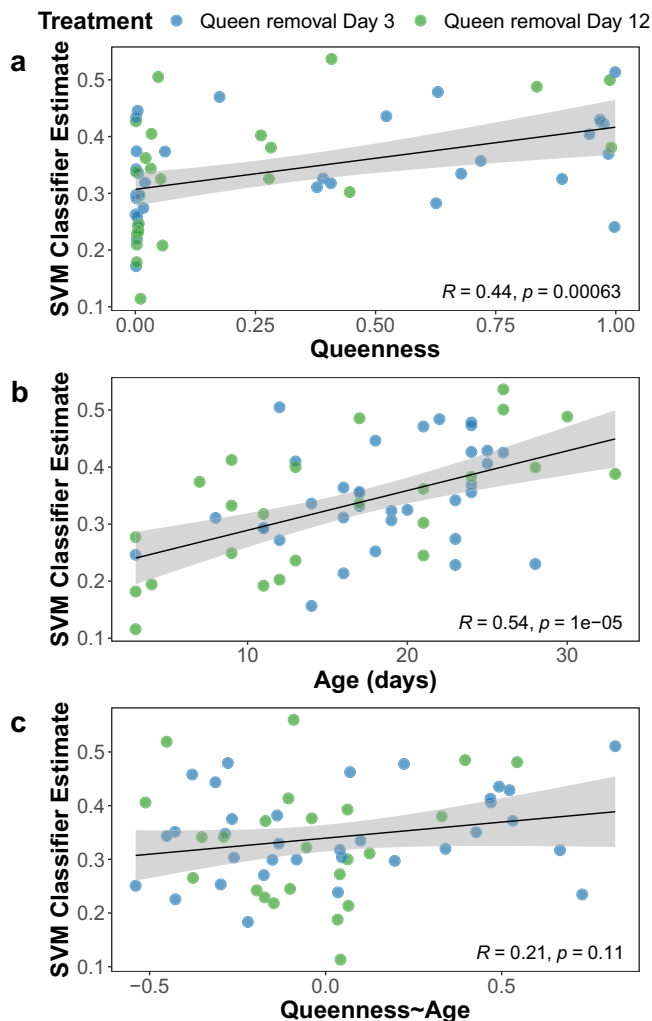 Treatment Queen removal Day 3 Queen removal Day 12
a
SVM Classifier Estimate
0.5
0.4
0.3
0.2
0.1
R = 0.44, p = 0.00063
0.00 0.25 0.50 0.75 1.00
Queenness
b
SVM Classifier Estimate
0.5
0.4
0.3
0.2
0.1
R = 0.54, p = 1e−05
10 20 30
Age (days)
c
SVM Classifier Estimate
0.5
0.4
0.3
0.2
0.1
R = 0.21, p = 0.11
−0.5 0.0 0.5
Queenness~Age